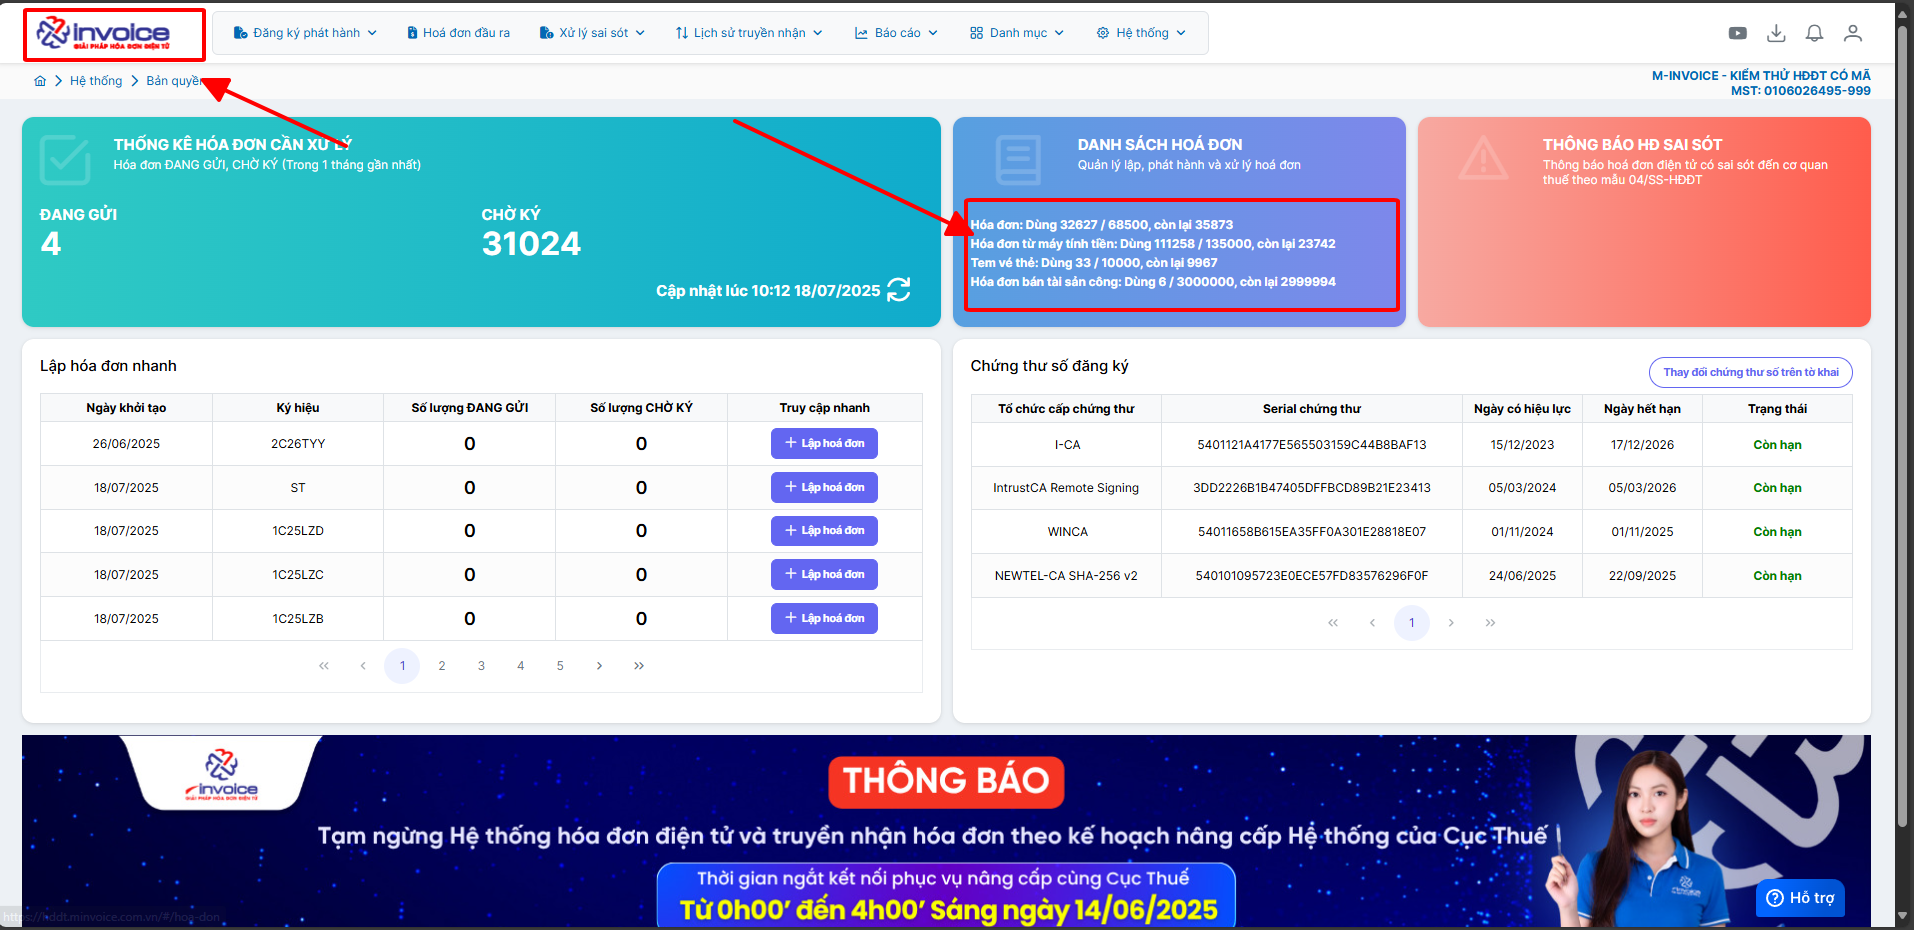 invoice
GIẢI PHÁP HÓA ĐƠN ĐIỆN TỬ
Đăng ký phát hành
Hoá đơn đầu ra
Xử lý sai sót
Lịch sử truyền nhận
Báo cáo
Danh mục
Hệ thống
Hệ thống
Bản quyền
M-INVOICE - KIỂM THỬ HĐĐT CÓ MÃ
MST: 0106026495-999
THỐNG KÊ HÓA ĐƠN CẦN XỬ LÝ
Hóa đơn ĐANG GỬI, CHỜ KÝ (Trong 1 tháng gần nhất)
ĐANG GỬI
4
CHỜ KÝ
31024
Cập nhật lúc 10:12 18/07/2025
DANH SÁCH HOÁ ĐƠN
Quản lý lập, phát hành và xử lý hoá đơn
Hóa đơn: Dùng 32627 / 68500, còn lại 35873
Hóa đơn từ máy tính tiền: Dùng 111258 / 135000, còn lại 23742
Tem vé thẻ: Dùng 33 / 10000, còn lại 9967
Hóa đơn bán tài sản công: Dùng 6 / 3000000, còn lại 2999994
THÔNG BÁO HĐ SAI SÓT
Thông báo hoá đơn điện tử có sai sót đến cơ quan
thuế theo mẫu 04/SS-HĐĐT
Lập hóa đơn nhanh
Ngày khởi tạo Ký hiệu Số lượng ĐANG GỬI Số lượng CHỜ KÝ Truy cập nhanh
26/06/2025 2C26TYY 0 0 + Lập hoá đơn
18/07/2025 ST 0 0 + Lập hoá đơn
18/07/2025 1C25LZD 0 0 + Lập hoá đơn
18/07/2025 1C25LZC 0 0 + Lập hoá đơn
18/07/2025 1C25LZB 0 0 + Lập hoá đơn
« ‹ 1 2 3 4 5 › »
Chứng thư số đăng ký
Thay đổi chứng thư số trên tờ khai
Tổ chức cấp chứng thư Serial chứng thư Ngày có hiệu lực Ngày hết hạn Trạng thái
I-CA 5401121A4177E565503159C44B8BAF13 15/12/2023 17/12/2026 Còn hạn
IntrustCA Remote Signing 3DD2226B1B47405DFFBCD89B21E23413 05/03/2024 05/03/2026 Còn hạn
WINCA 54011658B615EA35FF0A301E28818E07 01/11/2024 01/11/2025 Còn hạn
NEWTEL-CA SHA-256 v2 540101095723E0ECE57FD83576296F0F 24/06/2025 22/09/2025 Còn hạn
« ‹ 1 › »
invoice
GIẢI PHÁP HÓA ĐƠN ĐIỆN TỬ
THÔNG BÁO
Tạm ngừng Hệ thống hóa đơn điện tử và truyền nhận hóa đơn theo kế hoạch nâng cấp Hệ thống của Cục Thuế
Thời gian ngắt kết nối phục vụ nâng cấp cùng Cục Thuế
Từ 0h00' đến 4h00' Sáng ngày 14/06/2025
Hỗ trợ
https://hddt.minvoice.com.vn/#/hoa-don